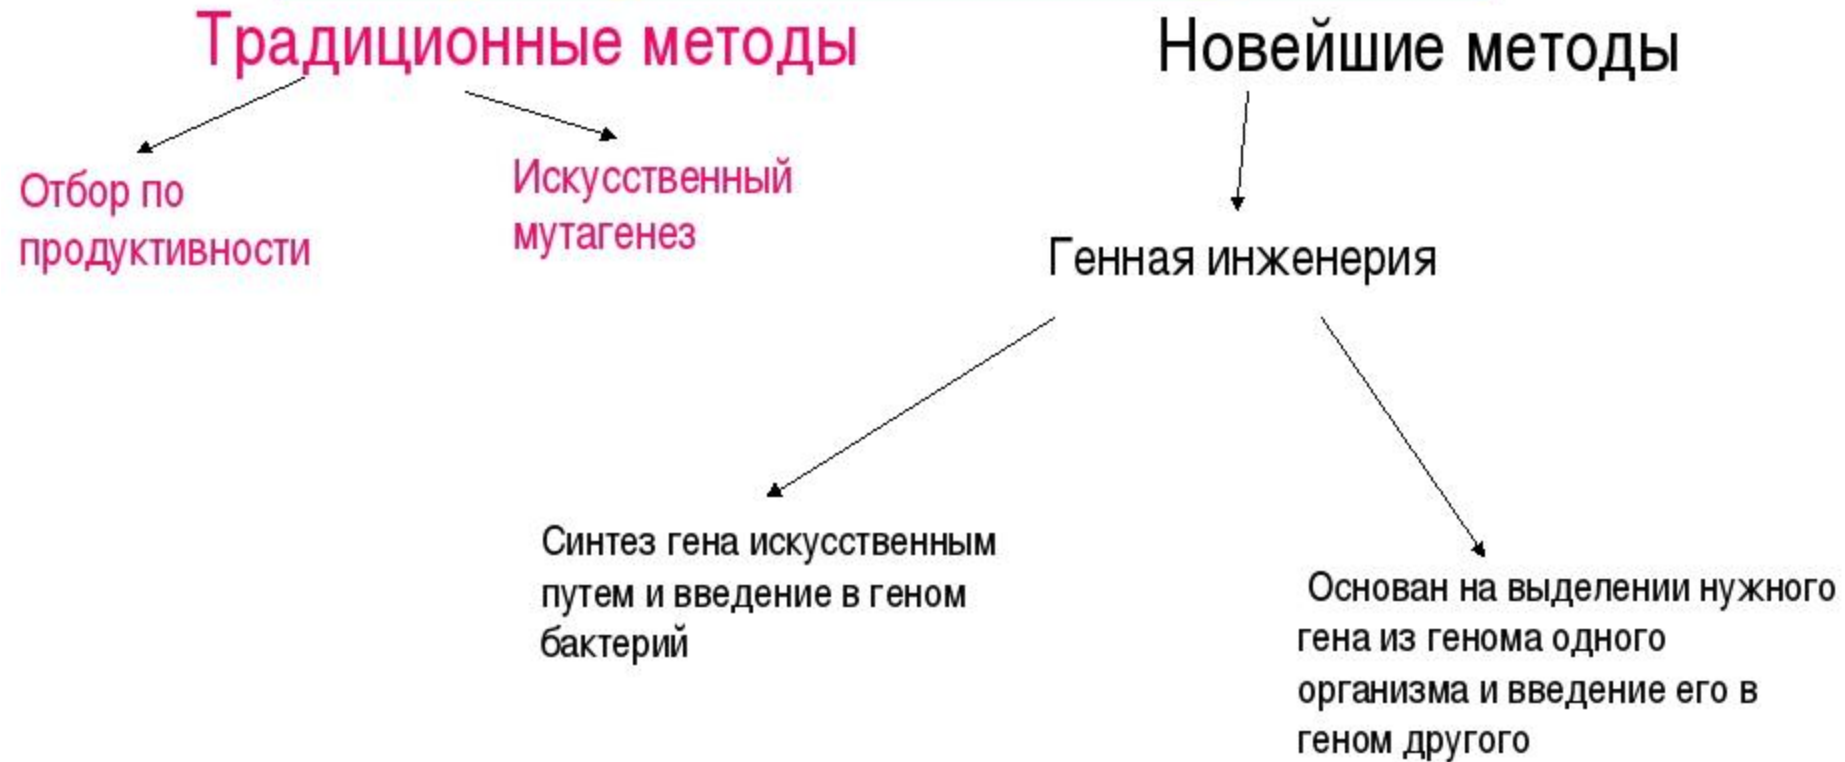 Традиционные методы
Новейшие методы
Отбор по
продуктивности
Искусственный
мутагенез
Генная инженерия
Синтез гена искусственным
путем и введение в геном
бактерий
Основан на выделении нужного
гена из генома одного
организма и введение его в
геном другого